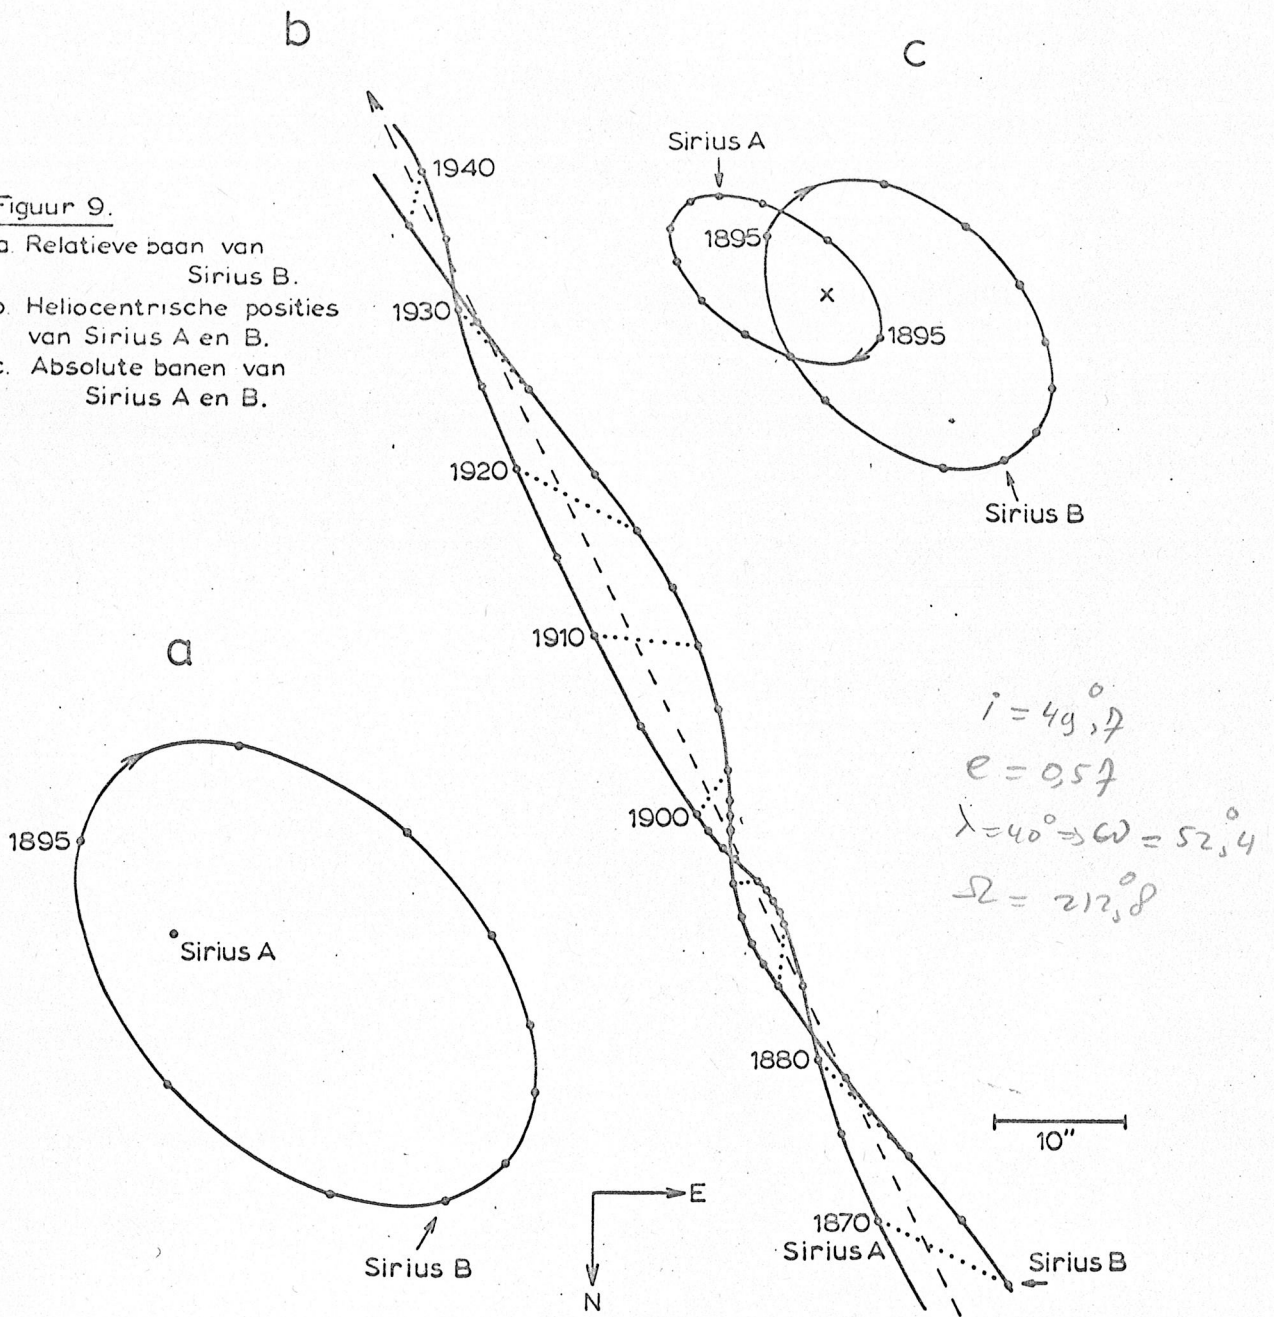 b
c
Figuur 9.
a. Relatieve baan van
Sirius B.
b. Heliocentrische posities
van Sirius A en B.
c. Absolute banen van
Sirius A en B.
1940
1930
1920
1910
1900
1880
1870
Sirius A
Sirius B
Sirius A
1895
1895
Sirius B
a
1895
Sirius A
Sirius B
E
N
10"
i = 49°,7
e = 0,57
λ = 40° ⇒ ω = 52°,4
Ω = 212°,8